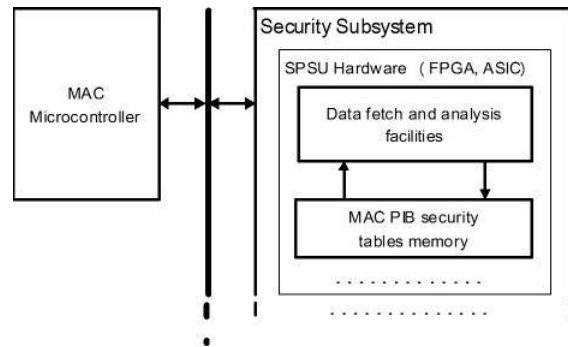 MAC
Microcontroller
Security Subsystem
SPSU Hardware ( FPGA, ASIC)
Data fetch and analysis
facilities
MAC PIB security
tables memory
. . . . . . . . . . . . .
. . . . . . . . . . . . . .